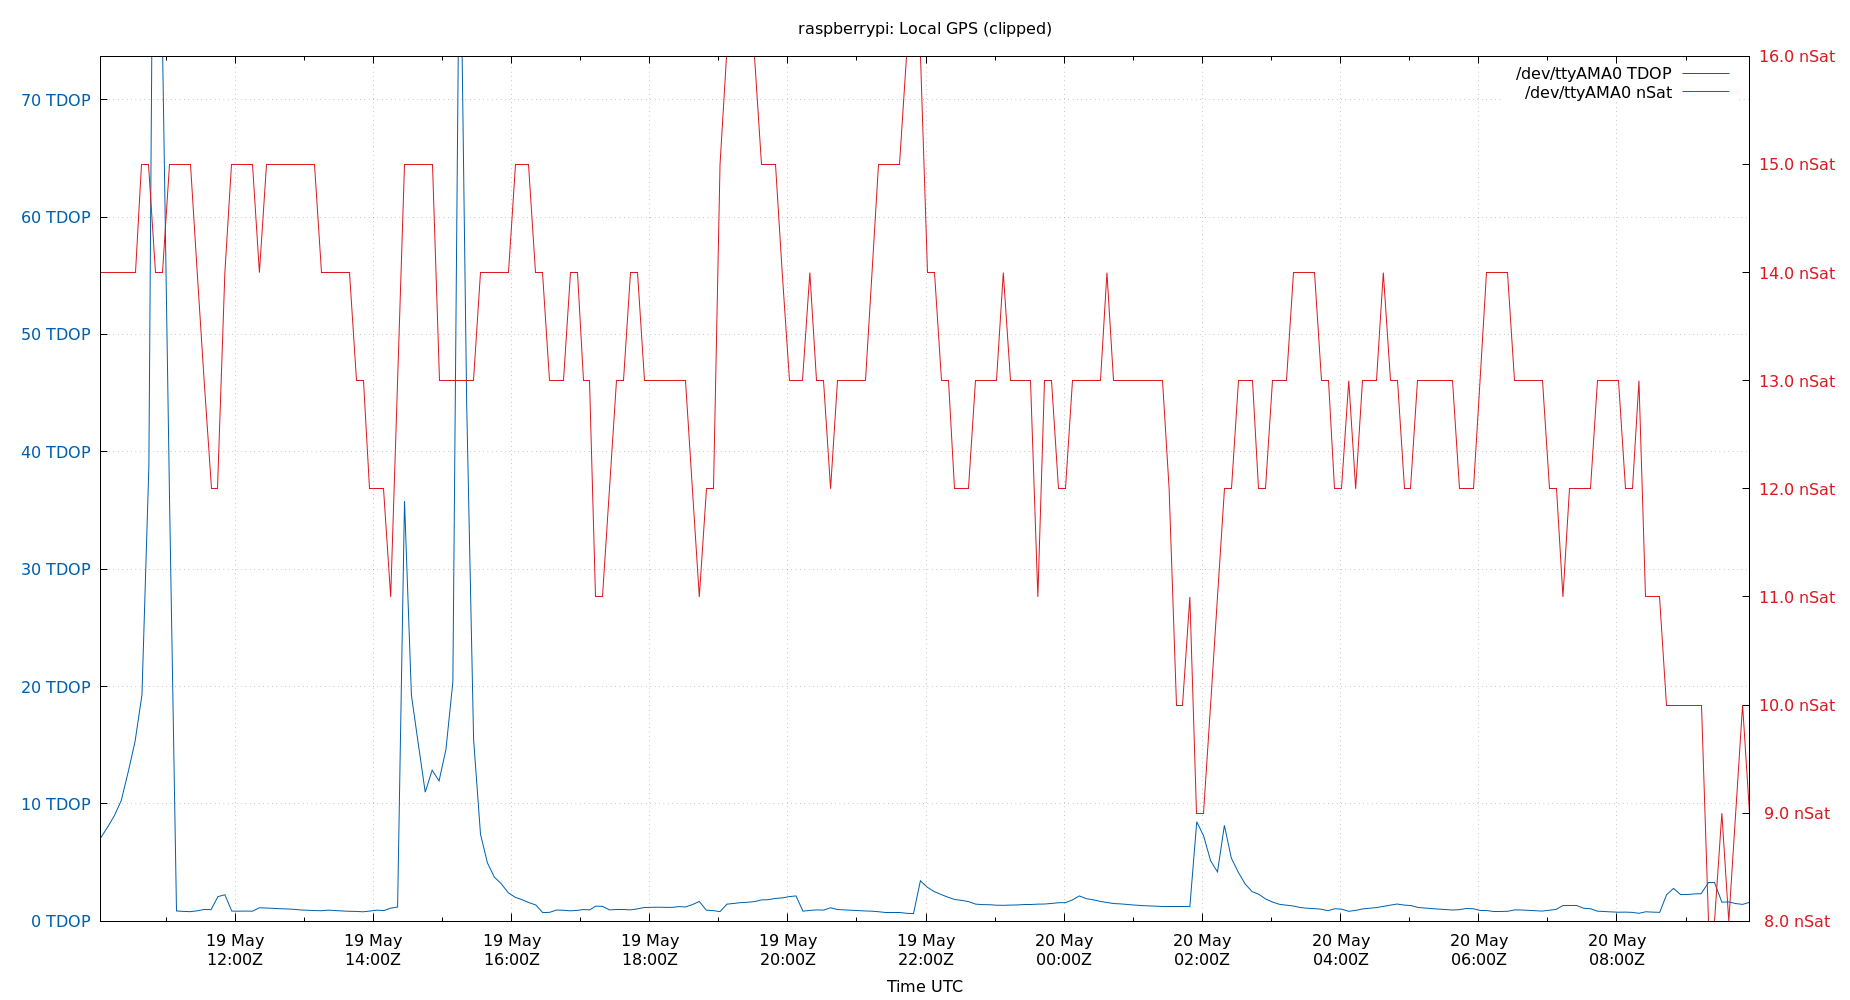 raspberrypi: Local GPS (clipped)
/dev/ttyAMA0 TDOP
/dev/ttyAMA0 nSat
70 TDOP
60 TDOP
50 TDOP
40 TDOP
30 TDOP
20 TDOP
10 TDOP
0 TDOP
16.0 nSat
15.0 nSat
14.0 nSat
13.0 nSat
12.0 nSat
11.0 nSat
10.0 nSat
9.0 nSat
8.0 nSat
19 May
12:00Z
19 May
14:00Z
19 May
16:00Z
19 May
18:00Z
19 May
20:00Z
19 May
22:00Z
20 May
00:00Z
20 May
02:00Z
20 May
04:00Z
20 May
06:00Z
20 May
08:00Z
Time UTC